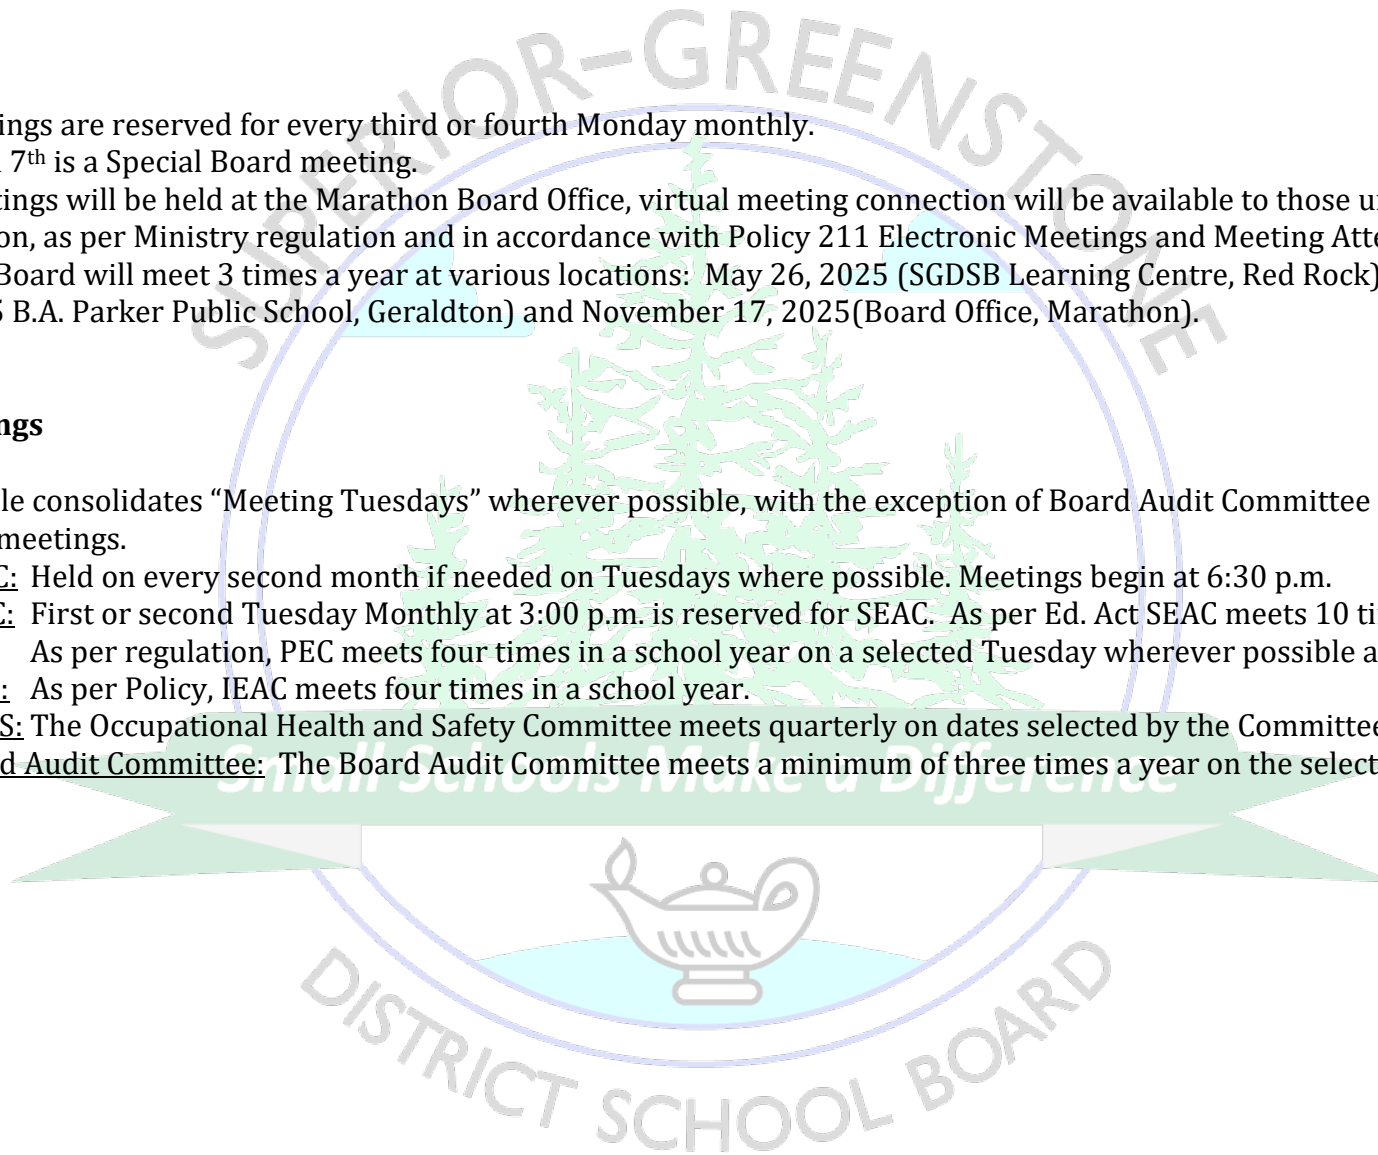 SUPERIOR-GREENSTONE
ings are reserved for every third or fourth Monday monthly.
7th is a Special Board meeting.
tings will be held at the Marathon Board Office, virtual meeting connection will be available to those u
on, as per Ministry regulation and in accordance with Policy 211 Electronic Meetings and Meeting Atte
Board will meet 3 times a year at various locations:  May 26, 2025 (SGDSB Learning Centre, Red Rock)
5 B.A. Parker Public School, Geraldton) and November 17, 2025(Board Office, Marathon).
ngs
le consolidates “Meeting Tuesdays” wherever possible, with the exception of Board Audit Committee
meetings.
C: Held on every second month if needed on Tuesdays where possible. Meetings begin at 6:30 p.m.
C: First or second Tuesday Monthly at 3:00 p.m. is reserved for SEAC.  As per Ed. Act SEAC meets 10 ti
As per regulation, PEC meets four times in a school year on a selected Tuesday wherever possible a
: As per Policy, IEAC meets four times in a school year.
S: The Occupational Health and Safety Committee meets quarterly on dates selected by the Committee
d Audit Committee:  The Board Audit Committee meets a minimum of three times a year on the select
Small Schools Make a Difference
DISTRICT SCHOOL BOARD